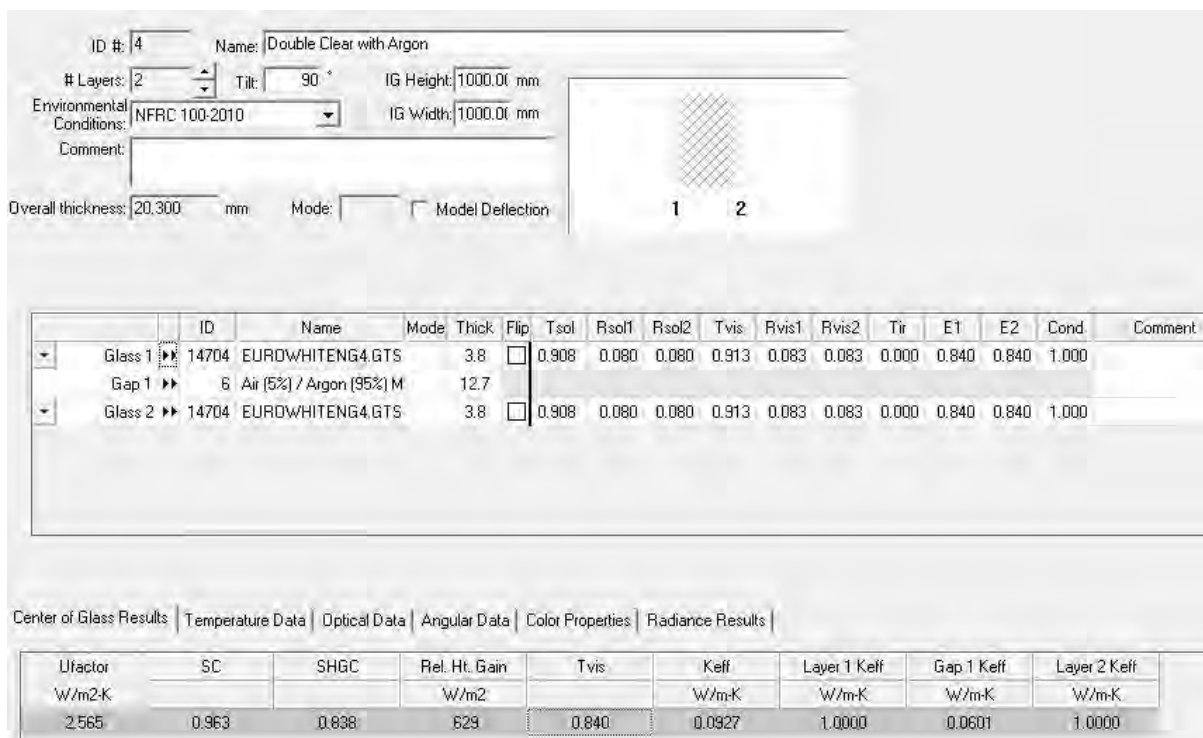 ID #: 4 Name: Double Clear with Argon
# Layers: 2 Tilt: 90 ° IG Height: 1000.00 mm
Environmental Conditions: NFRC 100-2010 IG Width: 1000.00 mm
Comment:
Overall thickness: 20.300 mm Mode: Model Deflection
1 2
ID Name Mode Thick Flip Tsol Rsol1 Rsol2 Tvis Rvis1 Rvis2 Tir E1 E2 Cond Comment
Glass 1 14704 EUROWHITENG4.GTS 3.8 0.908 0.080 0.080 0.913 0.083 0.083 0.000 0.840 0.840 1.000
Gap 1 6 Air (5%) / Argon (95%) M 12.7
Glass 2 14704 EUROWHITENG4.GTS 3.8 0.908 0.080 0.080 0.913 0.083 0.083 0.000 0.840 0.840 1.000
Center of Glass Results Temperature Data Optical Data Angular Data Color Properties Radiance Results
Ufactor SC SHGC Rel. Ht. Gain Tvis Keff Layer 1 Keff Gap 1 Keff Layer 2 Keff
W/m2-K W/m2 W/m-K W/m-K W/m-K W/m-K
2.565 0.963 0.838 629 0.840 0.0927 1.0000 0.0601 1.0000